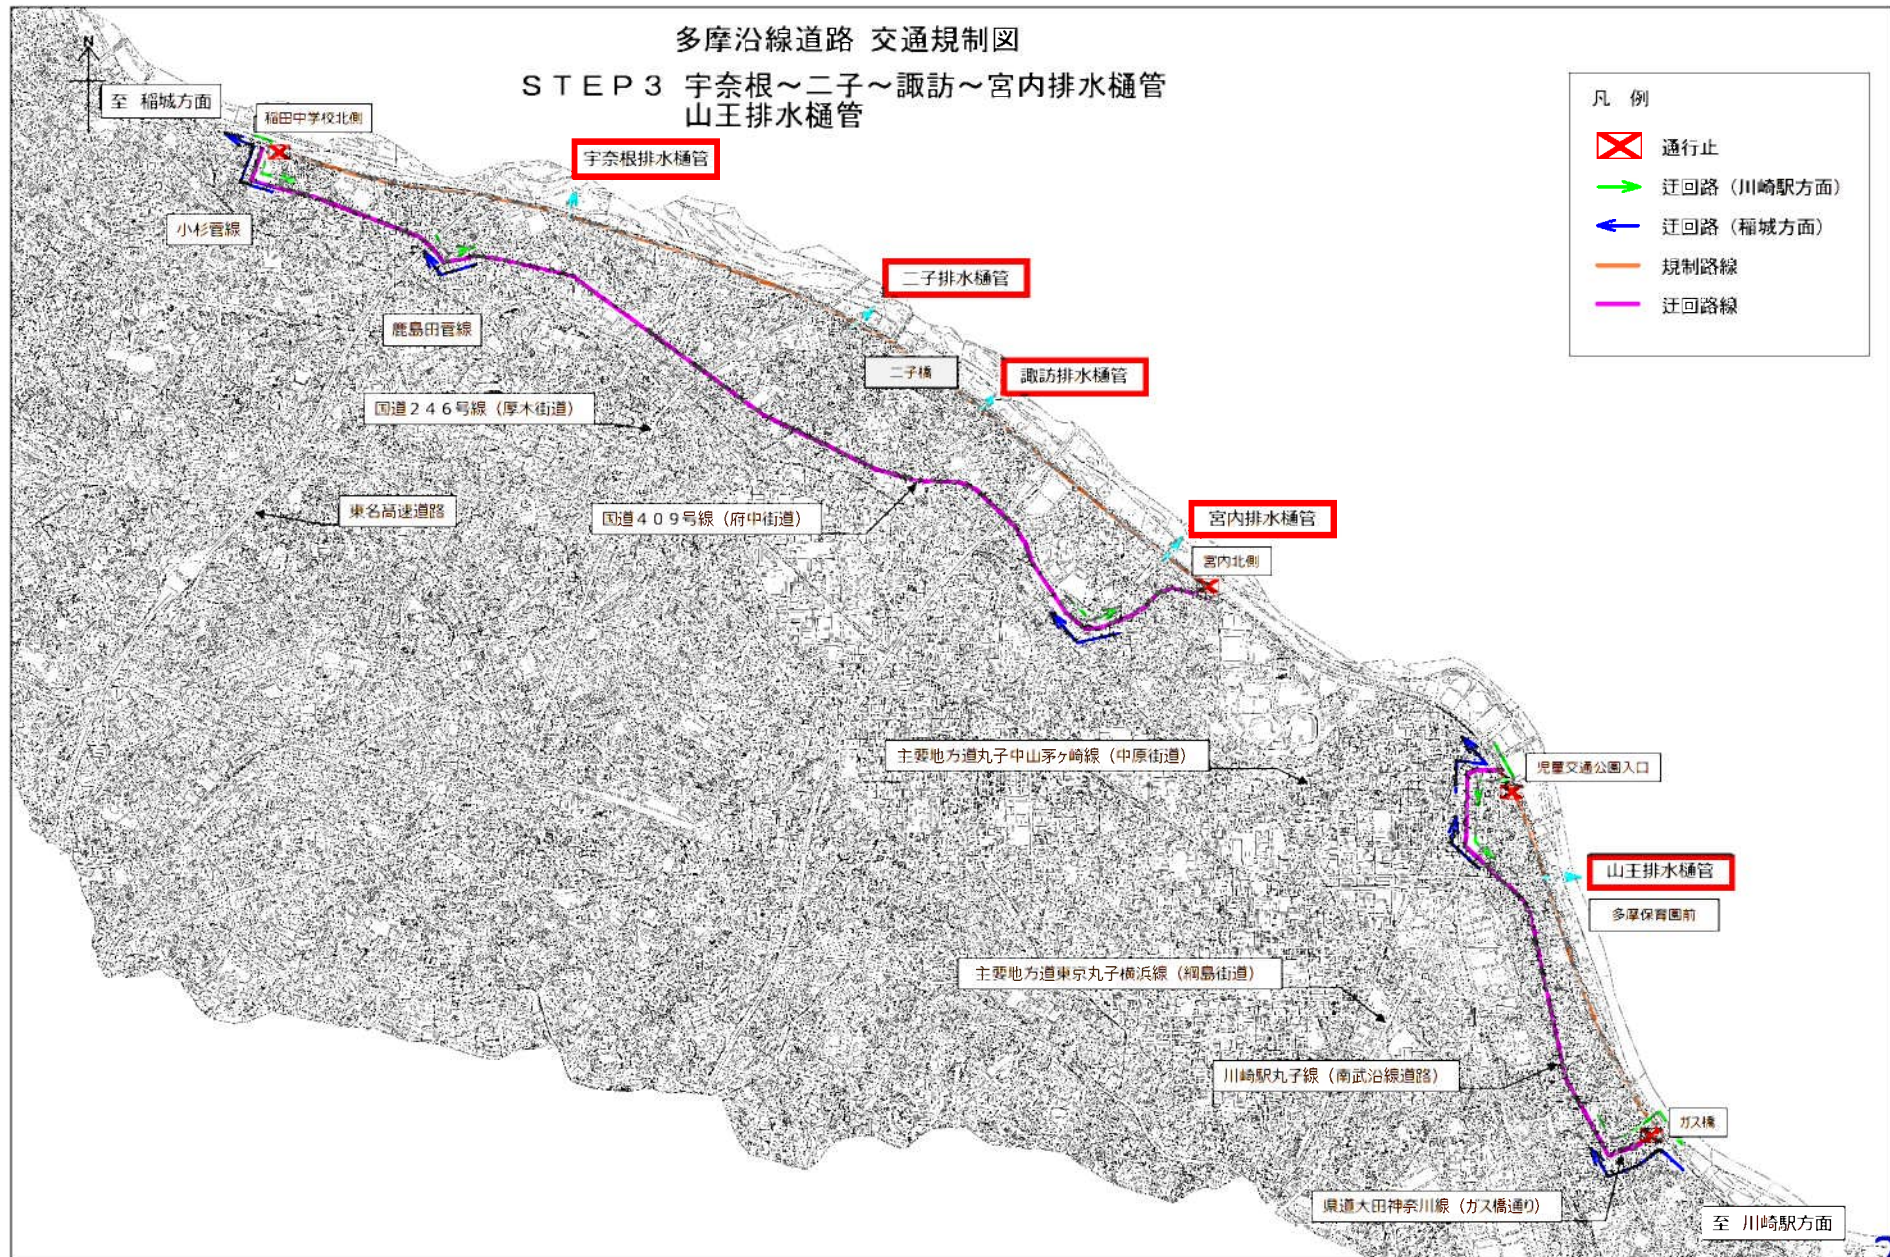 多摩沿線道路 交通規制図
STEP3 宇奈根~二子~諏訪~宮内排水樋管
山王排水樋管
N
至 稲城方面
稲田中学校北側
宇奈根排水樋管
小杉菅線
二子排水樋管
鹿島田菅線
二子橋
諏訪排水樋管
国道246号線(厚木街道)
東名高速道路
国道409号線(府中街道)
宮内排水樋管
宮内北側
主要地方道丸子中山茅ヶ崎線(中原街道)
児童交通公園入口
山王排水樋管
多摩保育園前
主要地方道東京丸子横浜線(綱島街道)
川崎駅丸子線(南武沿線道路)
ガス橋
県道大田神奈川線(ガス橋通り)
至 川崎駅方面
凡 例
通行止
迂回路(川崎駅方面)
迂回路(稲城方面)
規制路線
迂回路線